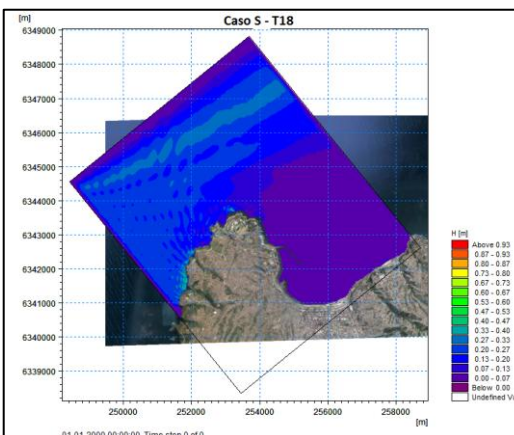 Caso S - T18
[m]
6349000
6348000
6347000
6346000
6345000
6344000
6343000
6342000
6341000
6340000
6339000
250000 252000 254000 256000 258000
[m]
01.01.2000 00:00:00 Time step 0 of 0
H [m]
Above 0.93
0.87 - 0.93
0.80 - 0.87
0.73 - 0.80
0.67 - 0.73
0.60 - 0.67
0.53 - 0.60
0.47 - 0.53
0.40 - 0.47
0.33 - 0.40
0.27 - 0.33
0.20 - 0.27
0.13 - 0.20
0.07 - 0.13
0.00 - 0.07
Below 0.00
Undefined Va